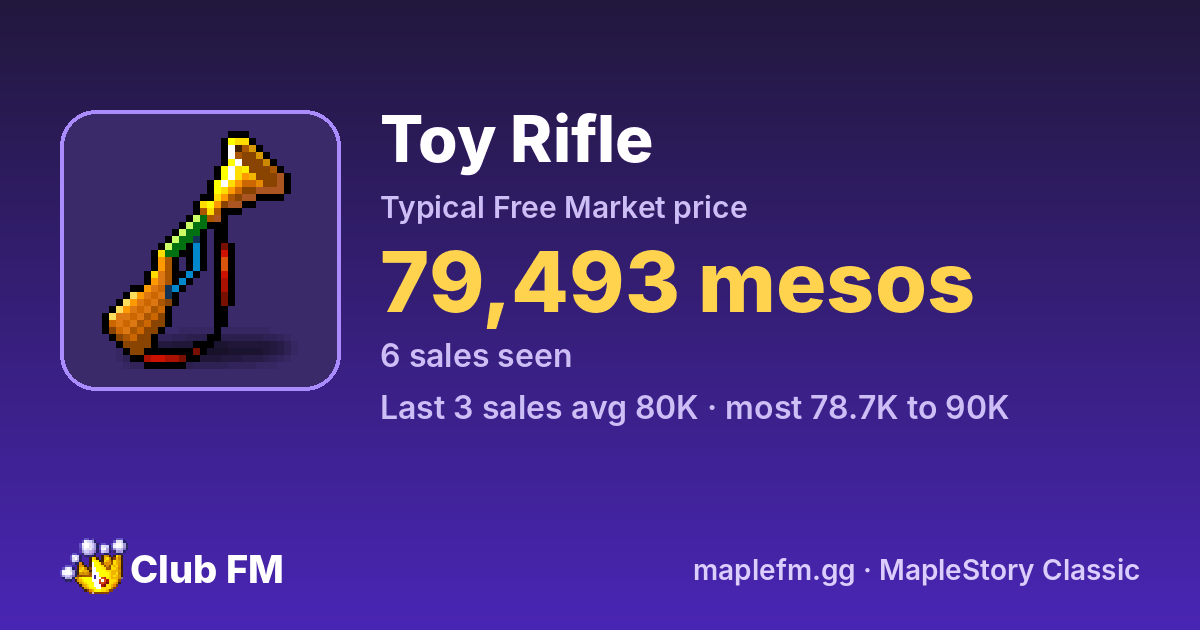 Toy Rifle
Typical Free Market price
79,493 mesos
6 sales seen
Last 3 sales avg 80K · most 78.7K to 90K
Club FM
maplefm.gg · MapleStory Classic